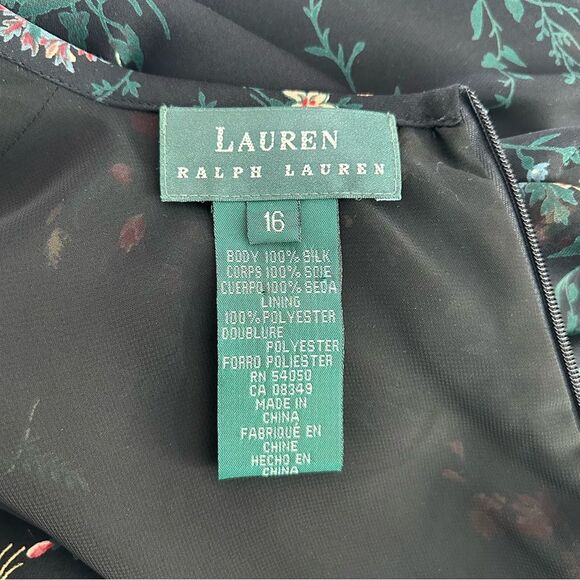 LAUREN
RALPH LAUREN
16
BODY 100% SILK
CORPS 100% SOIE
CUERPO 100% SEDA
LINING
100% POLYESTER
DOUBLURE
POLYESTER
FORRO POLIESTER
RN 54050
CA 08349
MADE IN
CHINA
FABRIQUÉ EN
CHINE
HECHO EN
CHINA